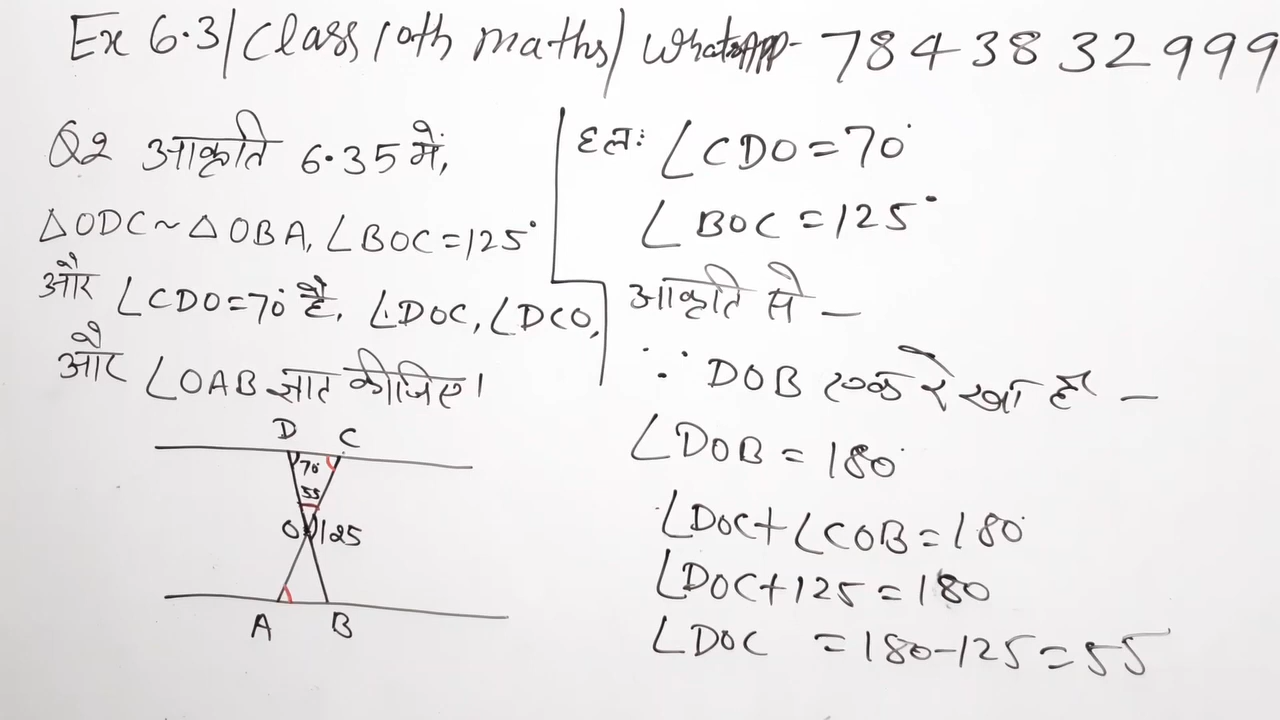 Ex 6.3/Class 10th maths/ WhatsApp- 7843832999
Q2 आकृति 6.35 में,
△ODC ~ △OBA, ∠BOC = 125°
और ∠CDO = 70° है, ∠DOC, ∠DCO,
और ∠OAB ज्ञात कीजिए।
D C
70°
55
O 125
A B
हलः ∠CDO = 70°
∠BOC = 125°
आकृति से —
∵ DOB एक रेखा है —
∠DOB = 180°
∠DOC + ∠COB = 180°
∠DOC + 125 = 180
∠DOC = 180 - 125 = 55